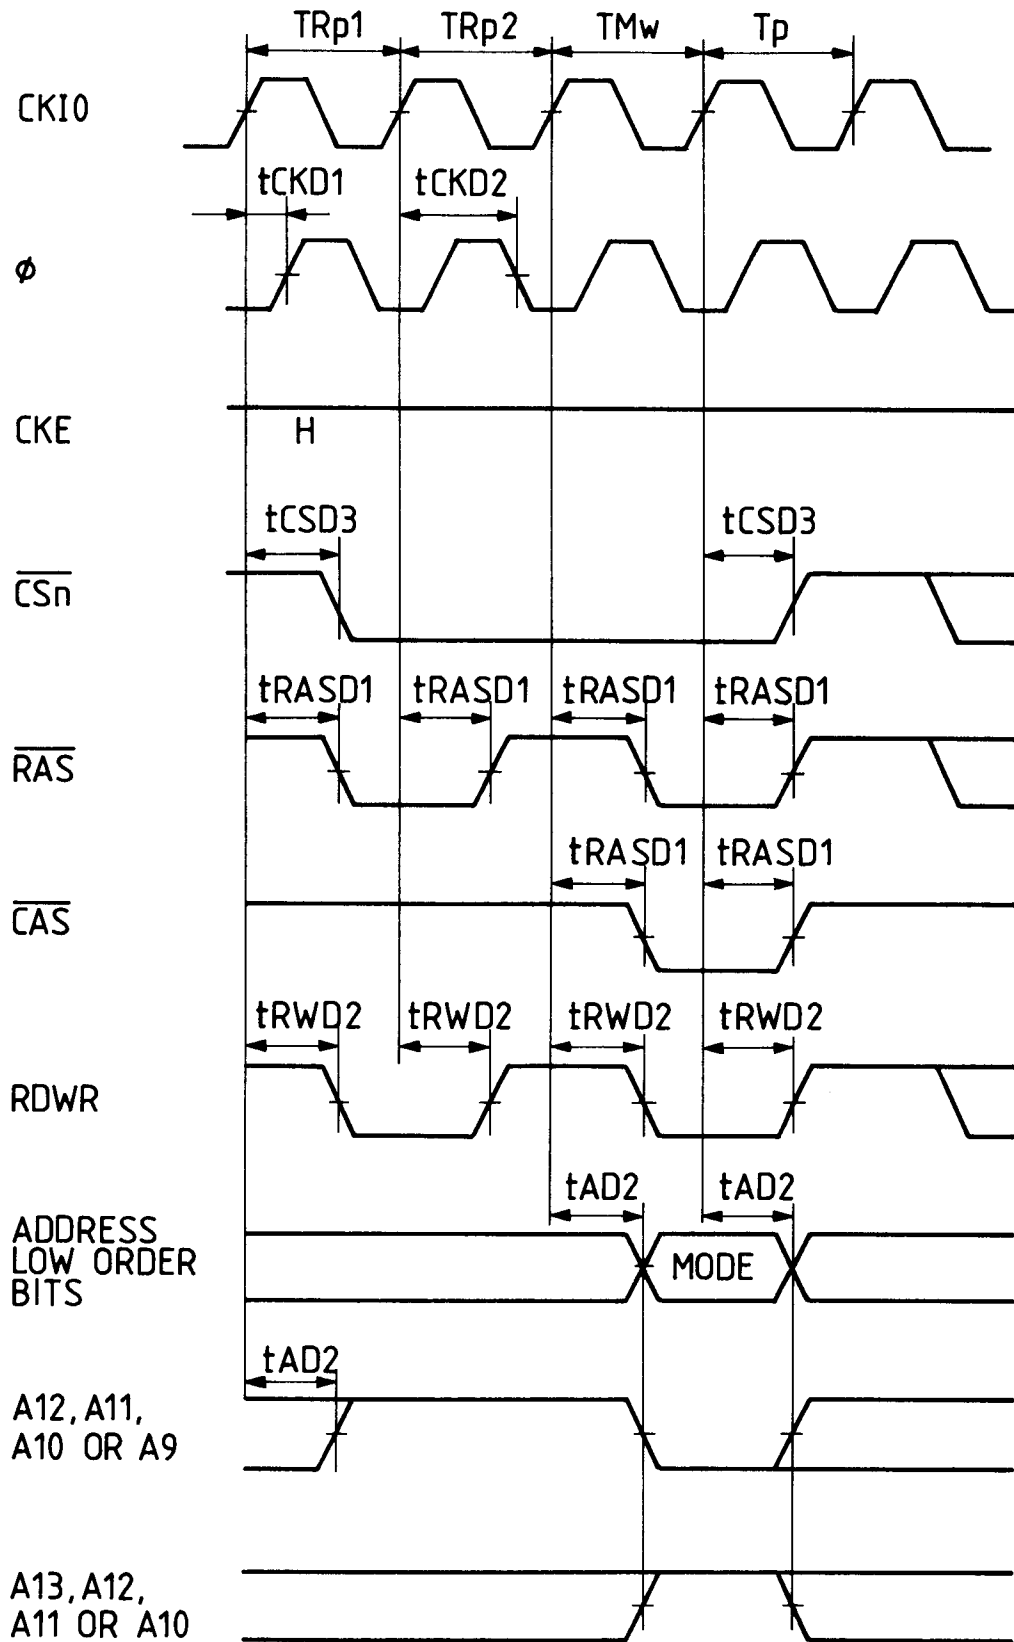 TRp1 TRp2 TMw Tp
CKIO
tCKD1 tCKD2
ø
CKE
H
tCSD3 tCSD3
CSn
tRASD1 tRASD1 tRASD1 tRASD1
RAS
tRASD1 tRASD1
CAS
tRWD2 tRWD2 tRWD2 tRWD2
RDWR
tAD2 tAD2
ADDRESS
LOW ORDER
BITS
MODE
tAD2
A12, A11,
A10 OR A9
A13, A12,
A11 OR A10